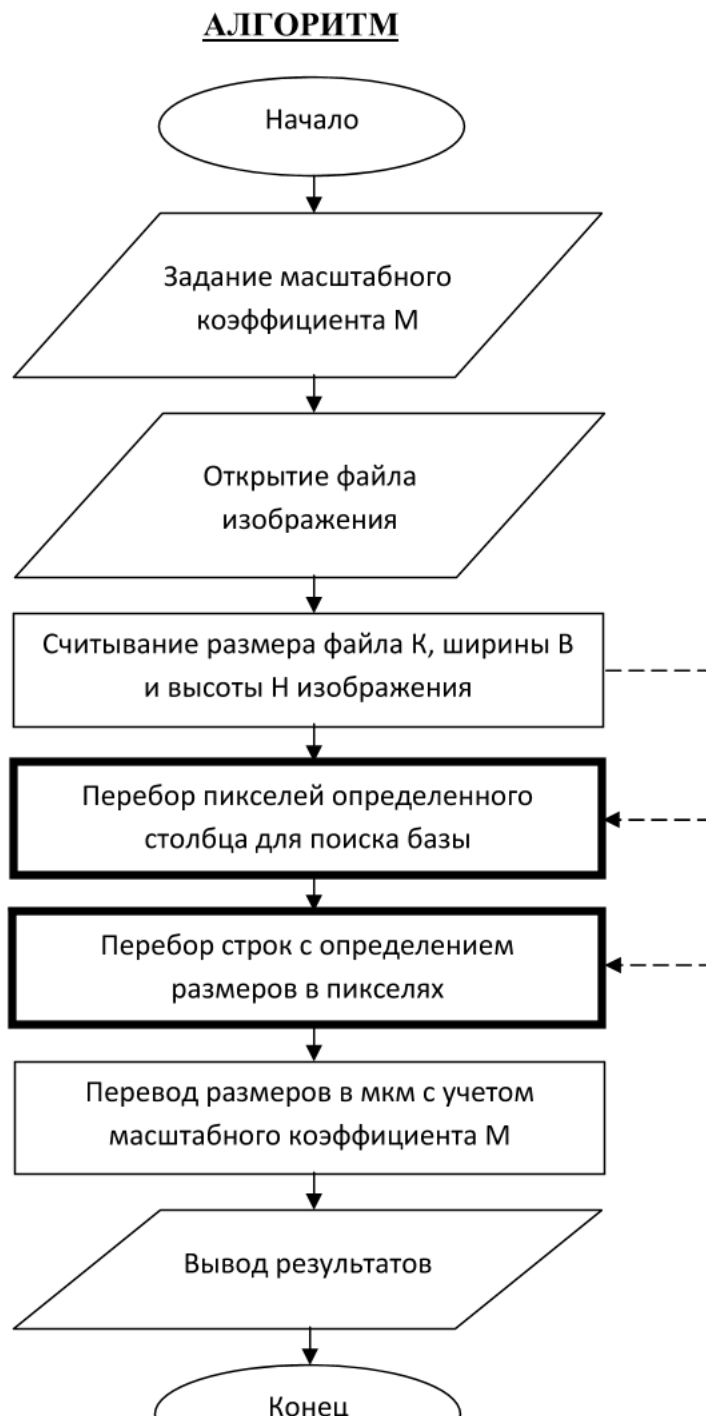 АЛГОРИТМ
Начало
Задание масштабного
коэффициента М
Открытие файла
изображения
Считывание размера файла К, ширины В
и высоты Н изображения
Перебор пикселей определенного
столбца для поиска базы
Перебор строк с определением
размеров в пикселях
Перевод размеров в мкм с учетом
масштабного коэффициента М
Вывод результатов
Конец